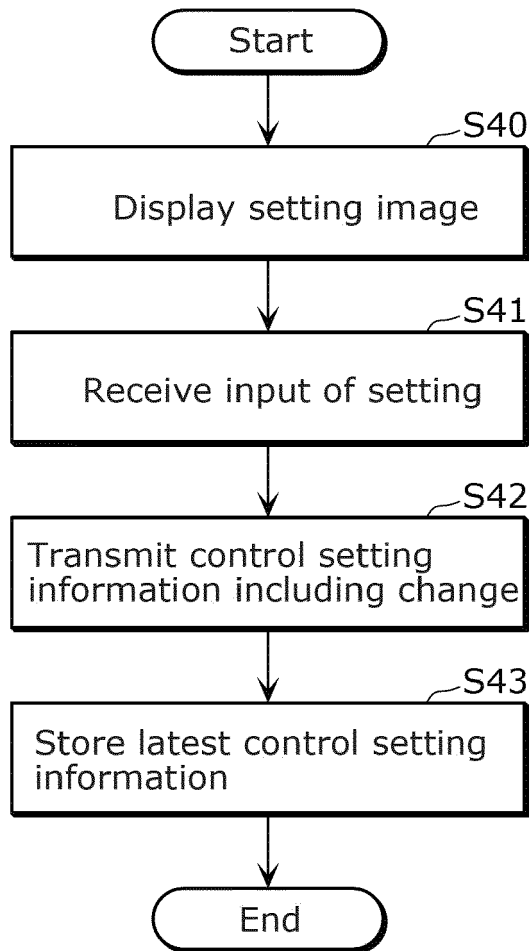 Start
S40
Display setting image
S41
Receive input of setting
S42
Transmit control setting
information including change
S43
Store latest control setting
information
End